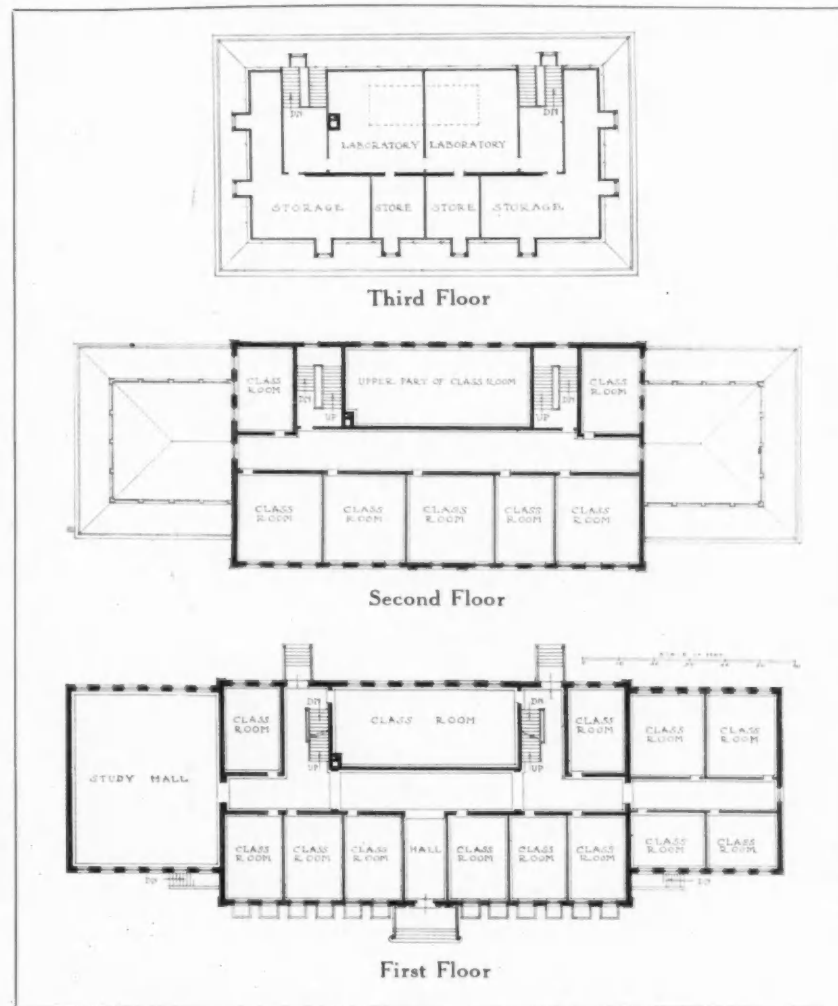 DN
DN
LABORATORY LABORATORY
STORAGE STORE STORE STORAGE
Third Floor
CLASS
ROOM
UPPER PART OF CLASS ROOM
CLASS
ROOM
DN
UP
DN
UP
CLASS
ROOM
CLASS
ROOM
CLASS
ROOM
CLASS
ROOM
CLASS
ROOM
Second Floor
CLASS
ROOM
DN
UP
CLASS ROOM
DN
UP
CLASS
ROOM
CLASS
ROOM
CLASS
ROOM
STUDY HALL
CLASS
ROOM
CLASS
ROOM
CLASS
ROOM
HALL
CLASS
ROOM
CLASS
ROOM
CLASS
ROOM
CLASS
ROOM
CLASS
ROOM
DN
DN
First Floor